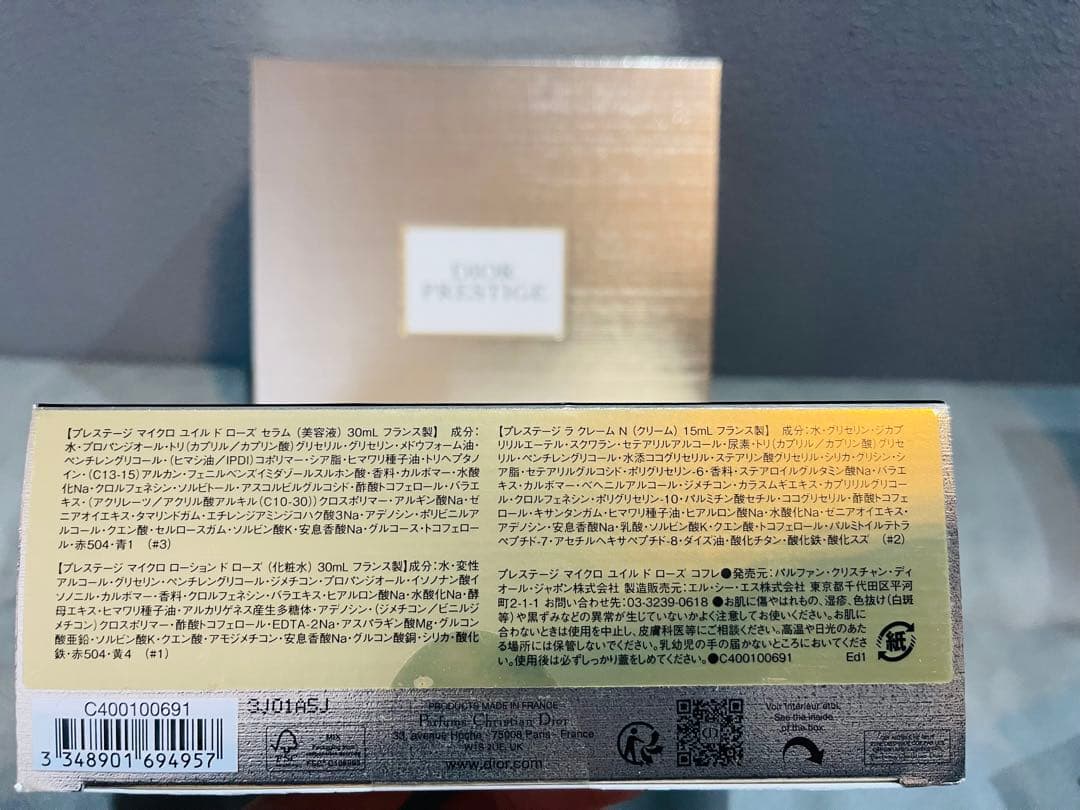 DIOR
PRESTIGE
【プレステージ マイクロ ユイル ド ローズ セラム（美容液）30mL フランス製】 成分：
水・プロパンジオール・トリ（カプリル／カプリン酸）グリセリル・グリセリン・メドウフォーム油・
ペンチレングリコール・（ヒマシ油／IPDI）コポリマー・シア脂・ヒマワリ種子油・トリヘプタノ
イン・（C13-15）アルカン・フェニルベンズイミダゾールスルホン酸・香料・カルボマー・水酸
化Na・クロルフェネシン・ソルビトール・アスコルビルグルコシド・酢酸トコフェロール・バラエ
キス・（アクリレーツ／アクリル酸アルキル（C10-30））クロスポリマー・アルギン酸Na・ゼ
ニアオイエキス・タマリンドガム・エチレンジアミンジコハク酸3Na・アデノシン・ポリビニルア
ルコール・クエン酸・セルロースガム・ソルビン酸K・安息香酸Na・グルコース・トコフェロ
ール・赤504・青1 （#3）
【プレステージ マイクロ ローション ド ローズ（化粧水）30mL フランス製】成分：水・変性
アルコール・グリセリン・ペンチレングリコール・ジメチコン・プロパンジオール・イソノナン酸イ
ソノニル・カルボマー・香料・クロルフェネシン・バラエキス・ヒアルロン酸Na・水酸化Na・酵
母エキス・ヒマワリ種子油・アルカリゲネス産生多糖体・アデノシン・（ジメチコン／ビニルジ
メチコン）クロスポリマー・酢酸トコフェロール・EDTA-2Na・アスパラギン酸Mg・グルコン
酸亜鉛・ソルビン酸K・クエン酸・アモジメチコン・安息香酸Na・グルコン酸銅・シリカ・酸化
鉄・赤504・黄4 （#1）
【プレステージ ラ クレーム N（クリーム）15mL フランス製】 成分：水・グリセリン・ジカプ
リリルエーテル・スクワラン・セテアリルアルコール・尿素・トリ（カプリル／カプリン酸）グリセ
リル・ペンチレングリコール・水添ココグリセリル・ステアリン酸グリセリル・シリカ・クリシン・シ
ア脂・セテアリルグルコシド・ポリグリセリン-6・香料・ステアロイルグルタミン酸Na・バラエ
キス・カルボマー・ベヘニルアルコール・ジメチコン・カラスムギエキス・カプリリルグリコー
ル・クロルフェネシン・ポリグリセリン-10・パルミチン酸セチル・ココグリセリル・酢酸トコフェ
ロール・キサンタンガム・ヒマワリ種子油・ヒアルロン酸Na・水酸化Na・ゼニアオイエキス・
アデノシン・安息香酸Na・乳酸・ソルビン酸K・クエン酸・トコフェロール・パルミトイルテトラ
ペプチド-7・アセチルヘキサペプチド-8・ダイズ油・酸化チタン・酸化鉄・酸化スズ （#2）
プレステージ マイクロ ユイル ド ローズ コフレ●発売元：パルファン・クリスチャン・ディ
オール・ジャポン株式会社 製造販売元：エル・シー・エス株式会社 東京都千代田区平河
町2-1-1 お問い合わせ先：03-3239-0618 ●お肌に傷やはれもの、湿疹、色抜け（白斑
等）や黒ずみなどの異常が生じていないかよく注意してお使いください。お肌に
合わないときは使用を中止し、皮膚科医等にご相談ください。高温や日光のあた
る場所には保管しないでください。乳幼児の手の届かないところにおいてくださ
い。使用後は必ずしっかり蓋をしめてください。●C400100691
Ed1
紙
C400100691
3 348901 694957
3J01A5J
FSC
MIX
PRODUCTS MADE IN FRANCE
Parfums Christian Dior
33, avenue Hoche - 75008 Paris - France
W1S 2QE, UK
www.dior.com
Voir l'intérieur étui.
See the inside
of the box